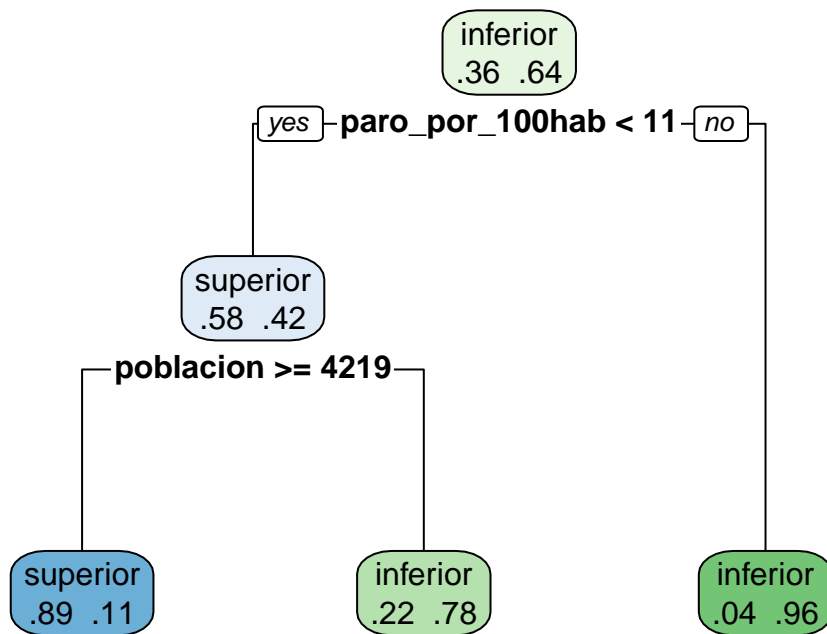 inferior
.36 .64
yes paro_por_100hab < 11 no
superior
.58 .42
poblacion >= 4219
superior
.89 .11
inferior
.22 .78
inferior
.04 .96